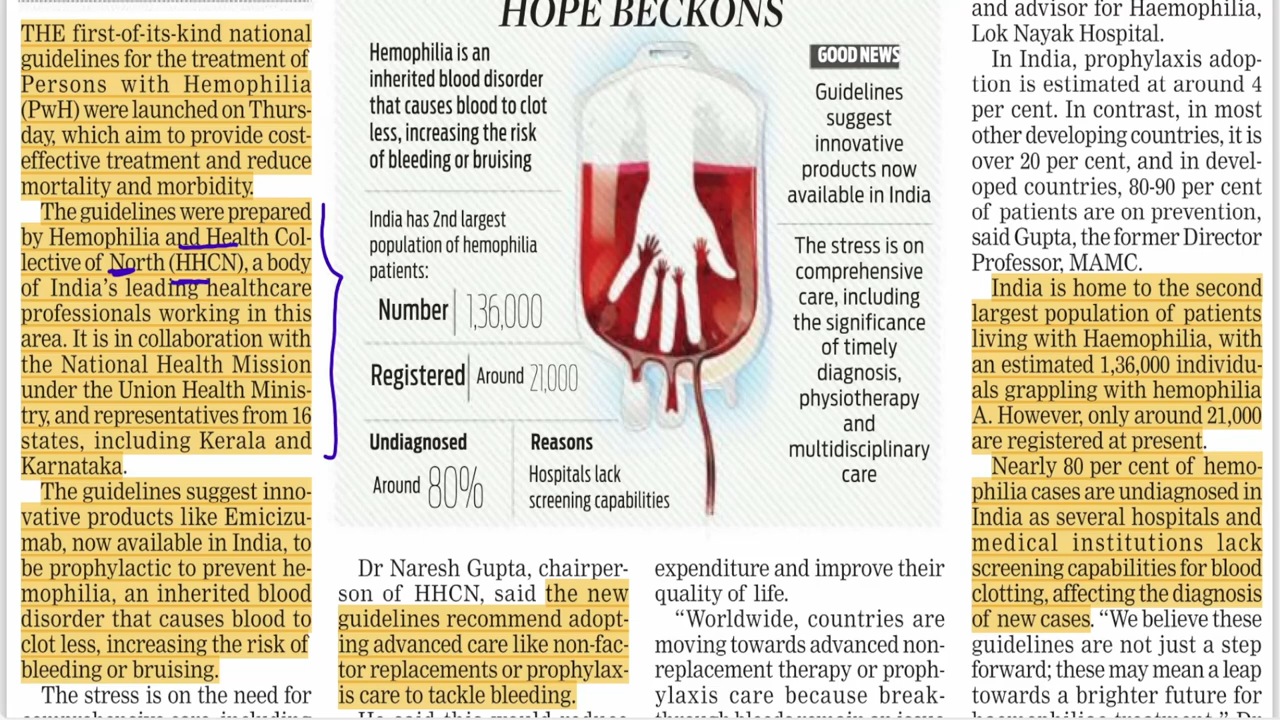 THE first-of-its-kind national
guidelines for the treatment of
Persons with Hemophilia
(PwH) were launched on Thurs-
day, which aim to provide cost-
effective treatment and reduce
mortality and morbidity.
The guidelines were prepared
by Hemophilia and Health Col-
lective of North (HHCN), a body
of India's leading healthcare
professionals working in this
area. It is in collaboration with
the National Health Mission
under the Union Health Minis-
try, and representatives from 16
states, including Kerala and
Karnataka.
The guidelines suggest inno-
vative products like Emicizu-
mab, now available in India, to
be prophylactic to prevent he-
mophilia, an inherited blood
disorder that causes blood to
clot less, increasing the risk of
bleeding or bruising.
The stress is on the need for
HOPE BECKONS
Hemophilia is an
inherited blood disorder
that causes blood to clot
less, increasing the risk
of bleeding or bruising
India has 2nd largest
population of hemophilia
patients:
Number 1,36,000
Registered Around 21,000
Undiagnosed
Around 80%
Reasons
Hospitals lack
screening capabilities
GOOD NEWS
Guidelines
suggest
innovative
products now
available in India
The stress is on
comprehensive
care, including
the significance
of timely
diagnosis,
physiotherapy
and
multidisciplinary
care
Dr Naresh Gupta, chairper-
son of HHCN, said the new
guidelines recommend adopt-
ing advanced care like non-fac-
tor replacements or prophylax-
is care to tackle bleeding.
expenditure and improve their
quality of life.
"Worldwide, countries are
moving towards advanced non-
replacement therapy or proph-
ylaxis care because break-
and advisor for Haemophilia,
Lok Nayak Hospital.
In India, prophylaxis adop-
tion is estimated at around 4
per cent. In contrast, in most
other developing countries, it is
over 20 per cent, and in devel-
oped countries, 80-90 per cent
of patients are on prevention,
said Gupta, the former Director
Professor, MAMC.
India is home to the second
largest population of patients
living with Haemophilia, with
an estimated 1,36,000 individu-
als grappling with hemophilia
A. However, only around 21,000
are registered at present.
Nearly 80 per cent of hemo-
philia cases are undiagnosed in
India as several hospitals and
medical institutions lack
screening capabilities for blood
clotting, affecting the diagnosis
of new cases. "We believe these
guidelines are not just a step
forward; these may mean a leap
towards a brighter future for